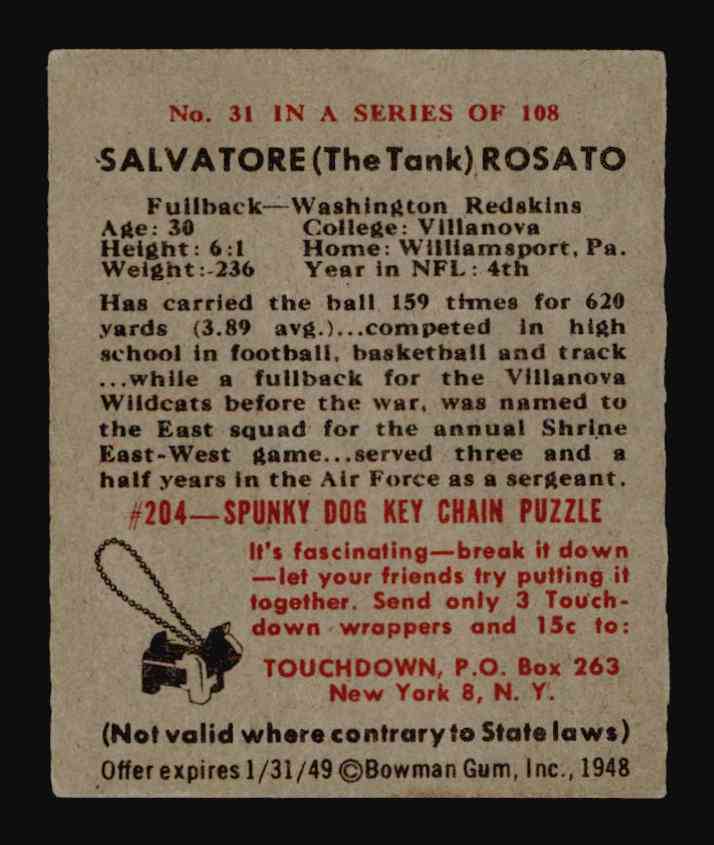 No. 31 IN A SERIES OF 108
SALVATORE (The Tank) ROSATO
Fullback—Washington Redskins
Age: 30 College: Villanova
Height: 6:1 Home: Williamsport, Pa.
Weight: 236 Year in NFL: 4th
Has carried the ball 159 times for 620
yards (3.89 avg.)...competed in high
school in football, basketball and track
...while a fullback for the Villanova
Wildcats before the war, was named to
the East squad for the annual Shrine
East-West game...served three and a
half years in the Air Force as a sergeant.
#204—SPUNKY DOG KEY CHAIN PUZZLE
It's fascinating—break it down
—let your friends try putting it
together. Send only 3 Touch-
down wrappers and 15c to:
TOUCHDOWN, P.O. Box 263
New York 8, N. Y.
(Not valid where contrary to State laws)
Offer expires 1/31/49 ©Bowman Gum, Inc., 1948